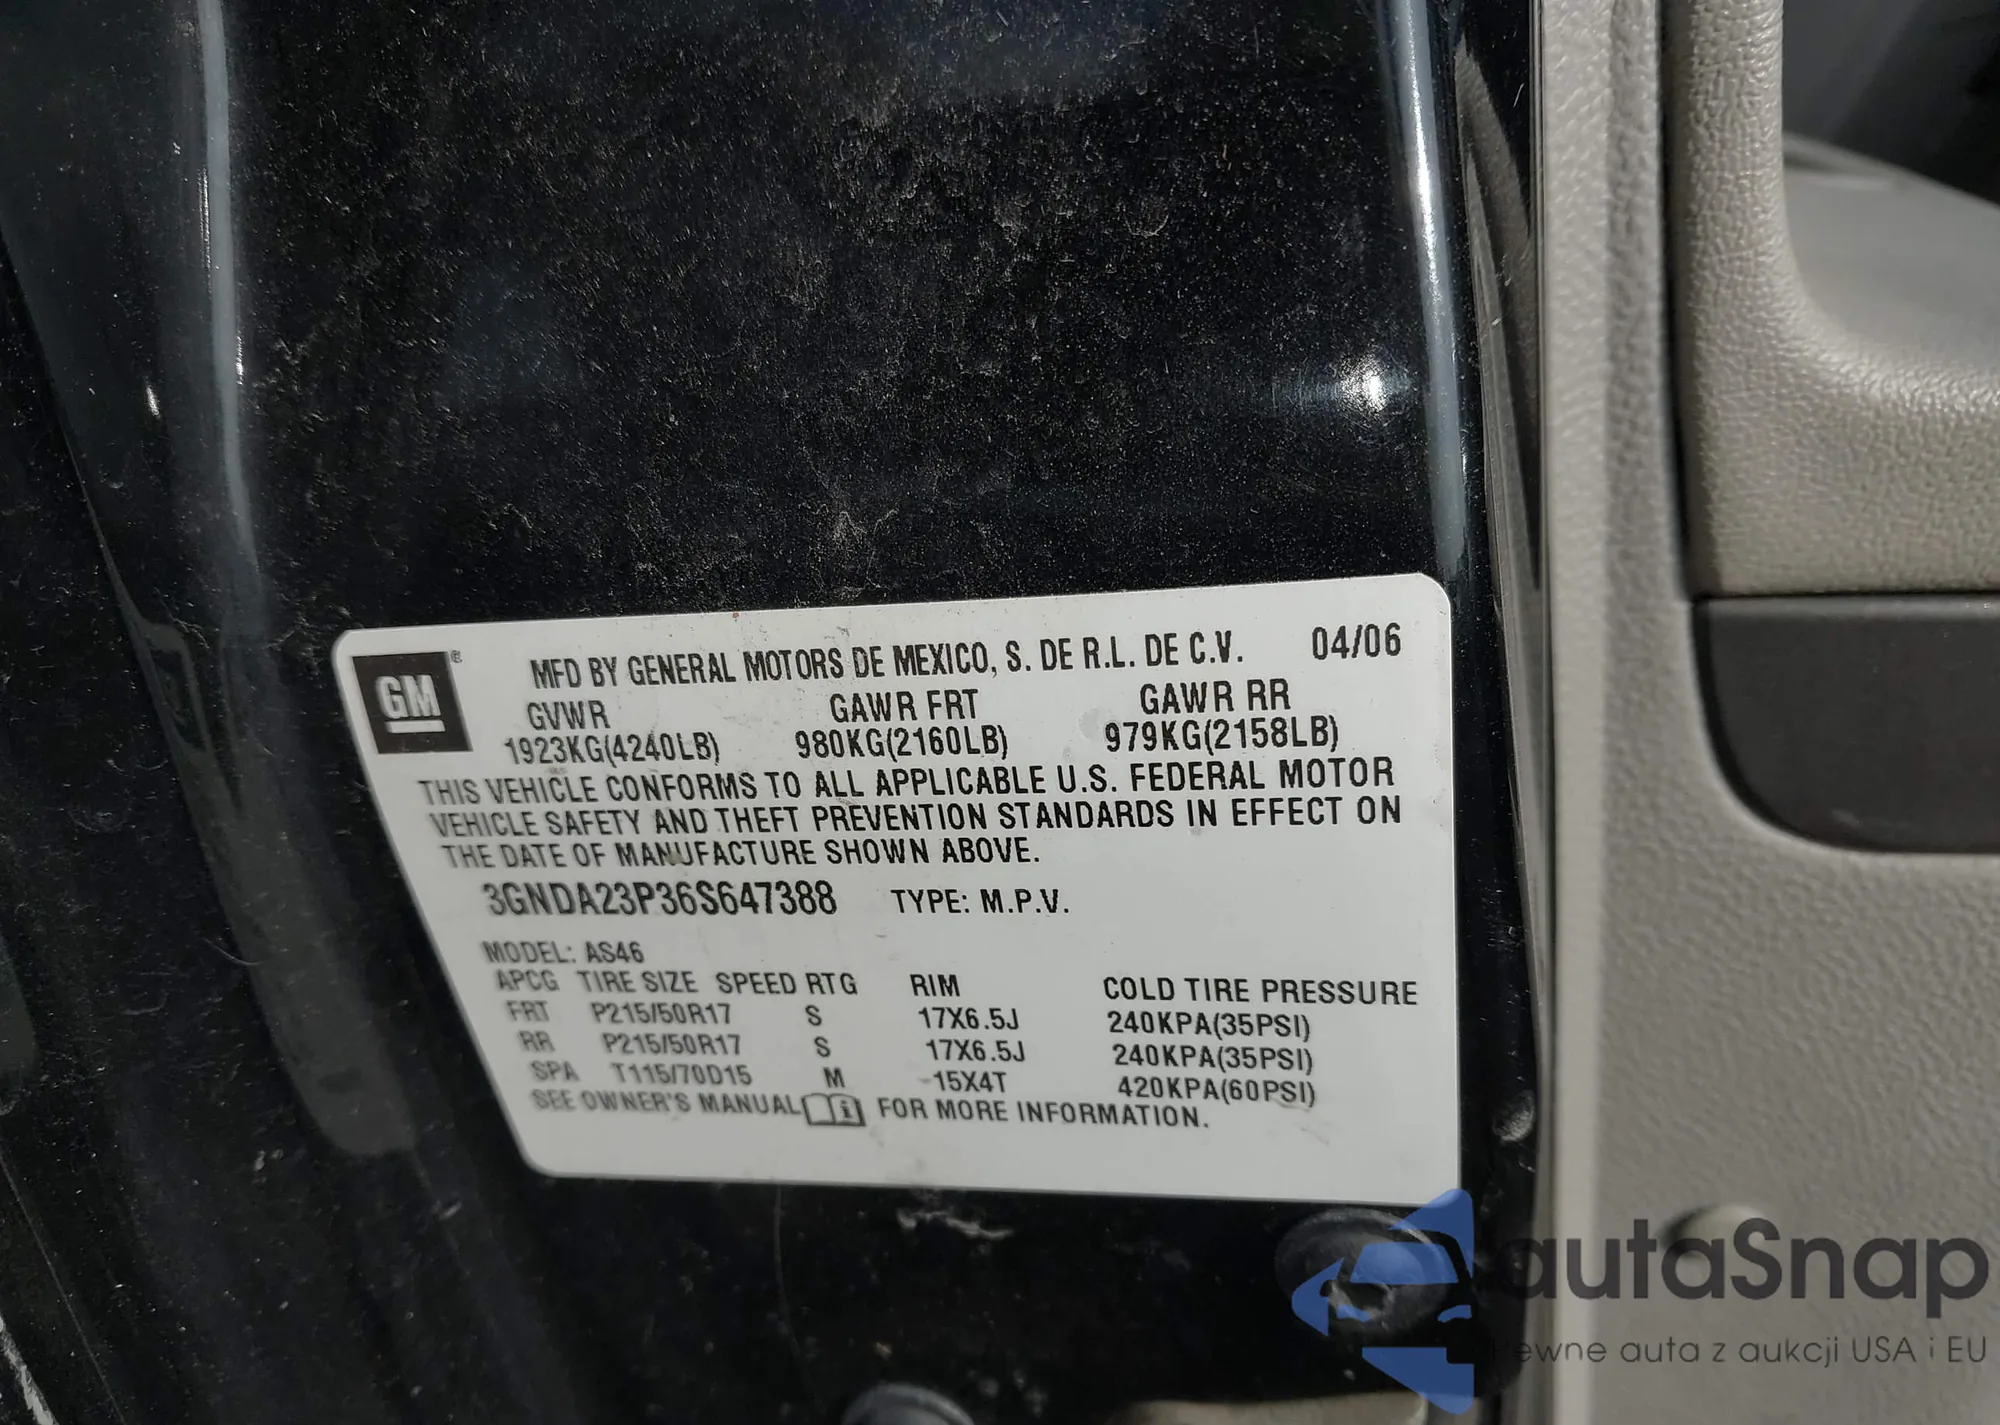 GM®
MFD BY GENERAL MOTORS DE MEXICO, S. DE R.L. DE C.V. 04/06
GVWR GAWR FRT GAWR RR
1923KG(4240LB) 980KG(2160LB) 979KG(2158LB)
THIS VEHICLE CONFORMS TO ALL APPLICABLE U.S. FEDERAL MOTOR
VEHICLE SAFETY AND THEFT PREVENTION STANDARDS IN EFFECT ON
THE DATE OF MANUFACTURE SHOWN ABOVE.
3GNDA23P36S647388 TYPE: M.P.V.
MODEL: AS46
APCG TIRE SIZE SPEED RTG RIM COLD TIRE PRESSURE
FRT P215/50R17 S 17X6.5J 240KPA(35PSI)
RR P215/50R17 S 17X6.5J 240KPA(35PSI)
SPA T115/70D15 M 15X4T 420KPA(60PSI)
SEE OWNER'S MANUAL FOR MORE INFORMATION.
autaSnap
Pewne auta z aukcji USA i EU